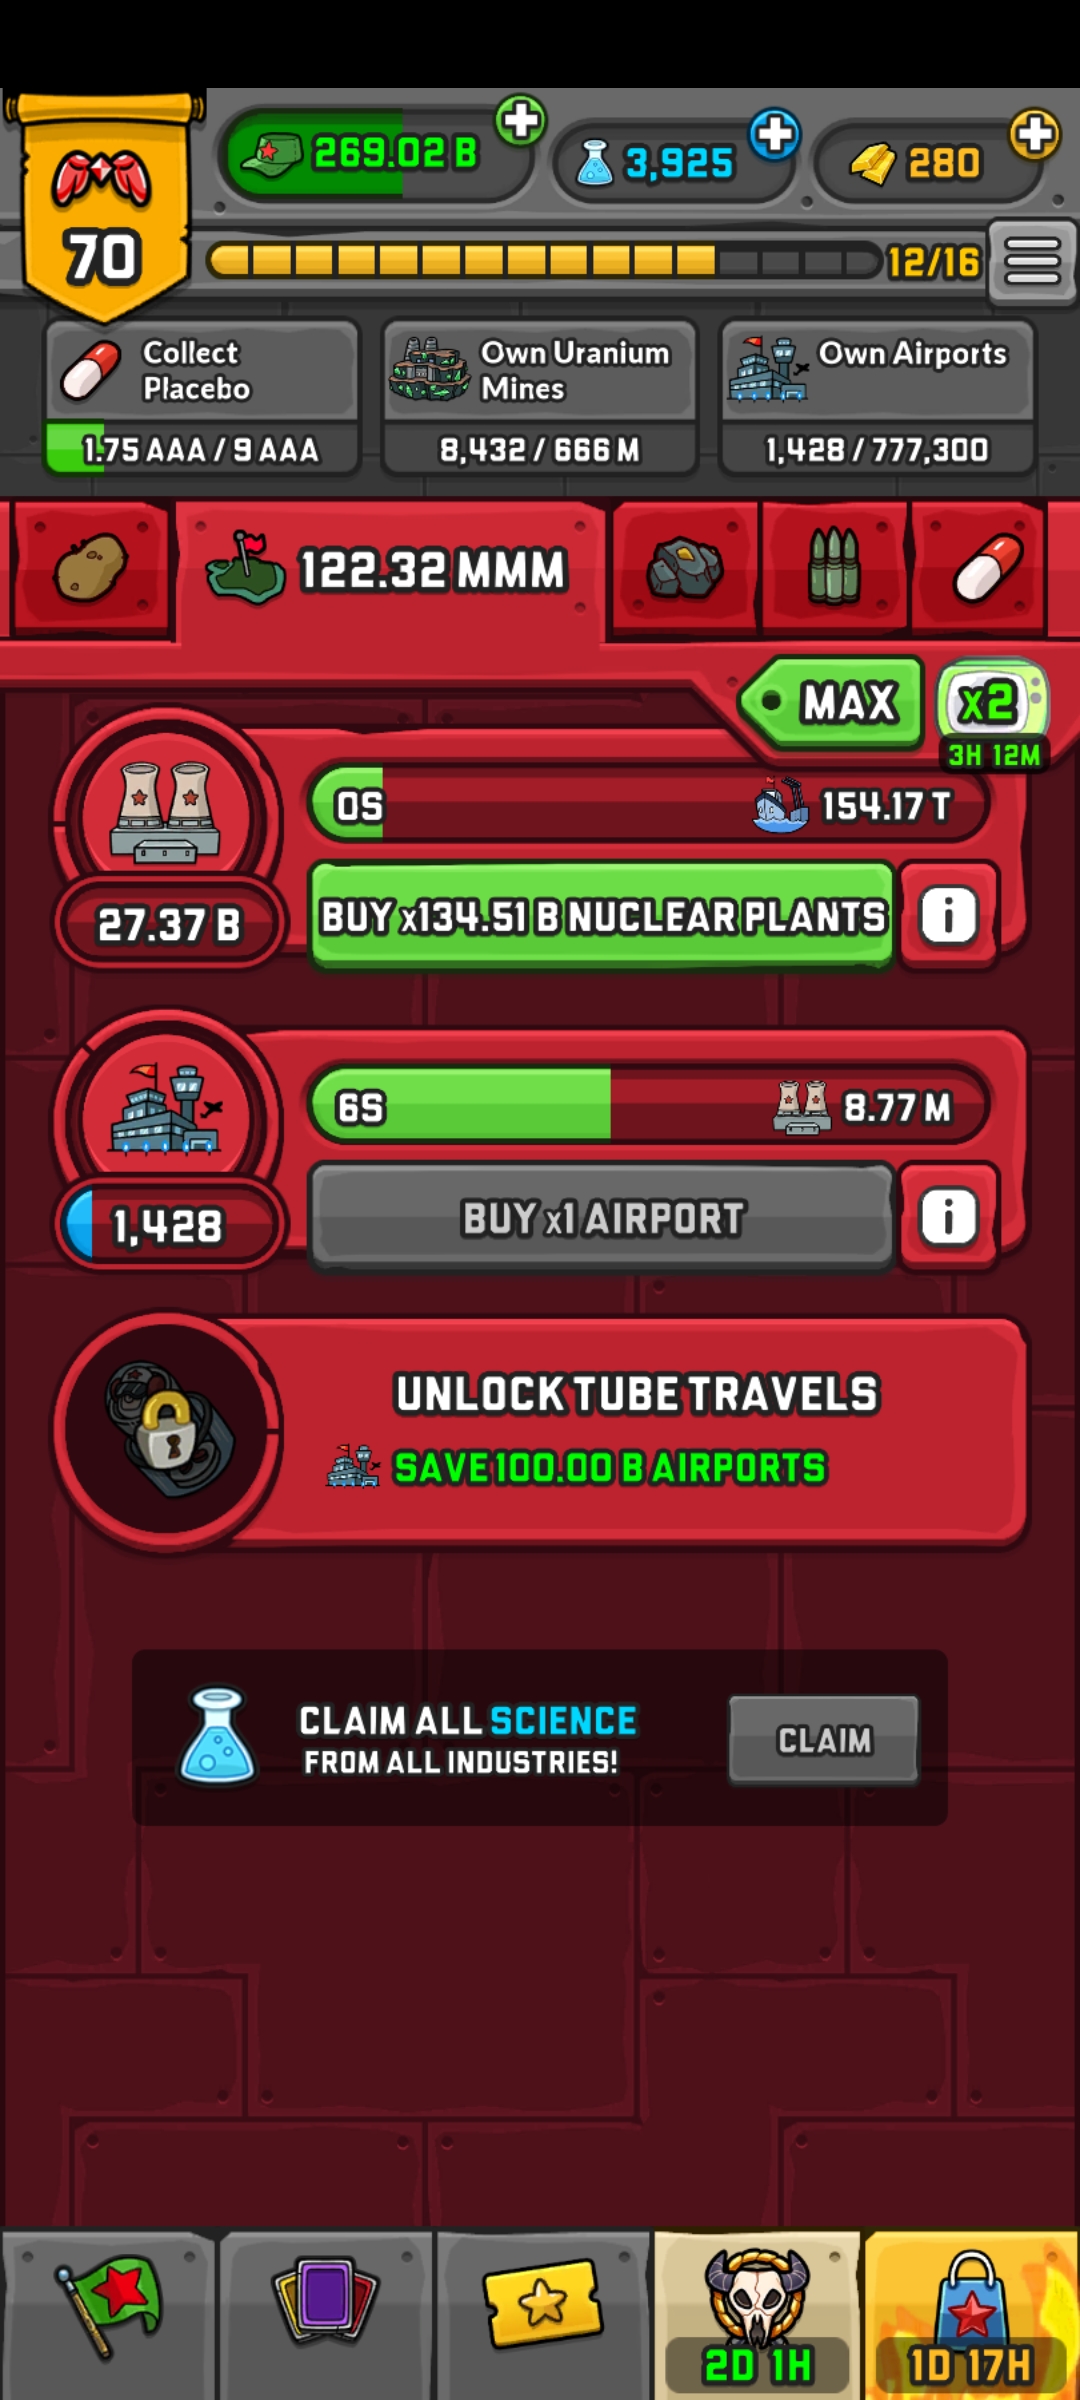 269.02 B
3,925
280
70
12/16
Collect
Placebo
1.75 AAA / 9 AAA
Own Uranium
Mines
8,432 / 666 M
Own Airports
1,428 / 777,300
122.32 MMM
MAX
x2
3H 12M
0S
154.17 T
27.37 B
BUY x134.51 B NUCLEAR PLANTS
i
6S
8.77 M
1,428
BUY x1 AIRPORT
i
UNLOCK TUBE TRAVELS
SAVE 100.00 B AIRPORTS
CLAIM ALL SCIENCE
FROM ALL INDUSTRIES!
CLAIM
2D 1H
1D 17H